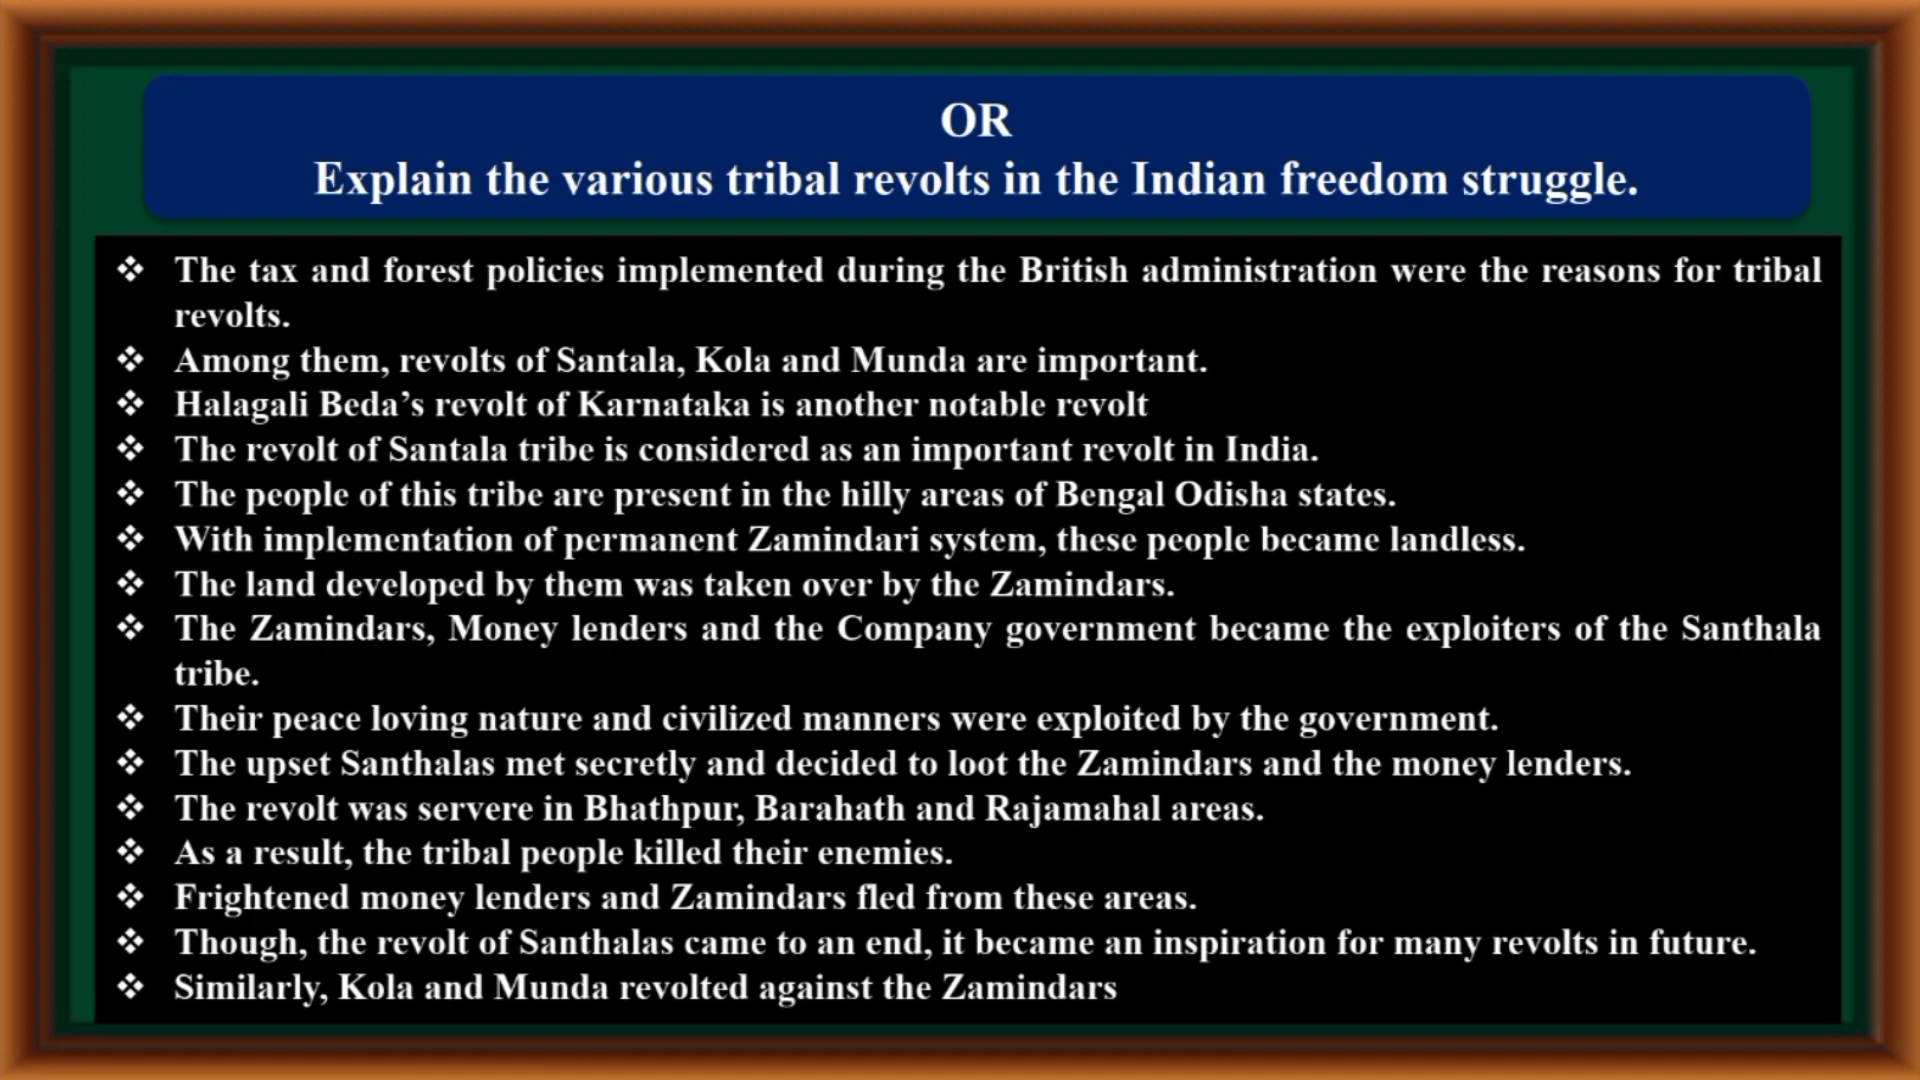 OR
Explain the various tribal revolts in the Indian freedom struggle.
❖ The tax and forest policies implemented during the British administration were the reasons for tribal
revolts.
❖ Among them, revolts of Santala, Kola and Munda are important.
❖ Halagali Beda’s revolt of Karnataka is another notable revolt
❖ The revolt of Santala tribe is considered as an important revolt in India.
❖ The people of this tribe are present in the hilly areas of Bengal Odisha states.
❖ With implementation of permanent Zamindari system, these people became landless.
❖ The land developed by them was taken over by the Zamindars.
❖ The Zamindars, Money lenders and the Company government became the exploiters of the Santhala
tribe.
❖ Their peace loving nature and civilized manners were exploited by the government.
❖ The upset Santhalas met secretly and decided to loot the Zamindars and the money lenders.
❖ The revolt was servere in Bhathpur, Barahath and Rajamahal areas.
❖ As a result, the tribal people killed their enemies.
❖ Frightened money lenders and Zamindars fled from these areas.
❖ Though, the revolt of Santhalas came to an end, it became an inspiration for many revolts in future.
❖ Similarly, Kola and Munda revolted against the Zamindars